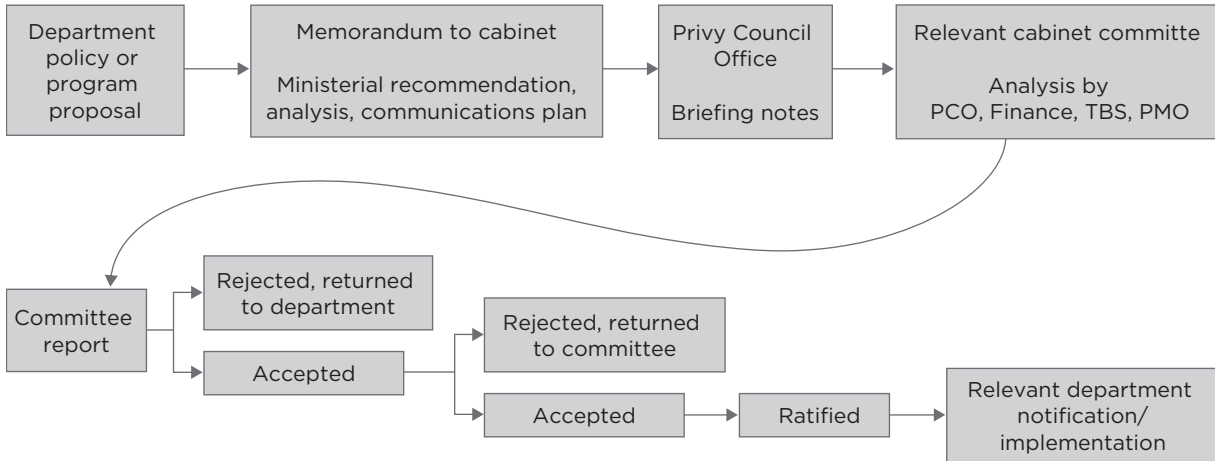 Department
policy or
program
proposal
Memorandum to cabinet
Ministerial recommendation,
analysis, communications plan
Privy Council
Office
Briefing notes
Relevant cabinet committe
Analysis by
PCO, Finance, TBS, PMO
Committee
report
Rejected, returned
to department
Accepted
Rejected, returned
to committee
Accepted
Ratified
Relevant department
notification/
implementation